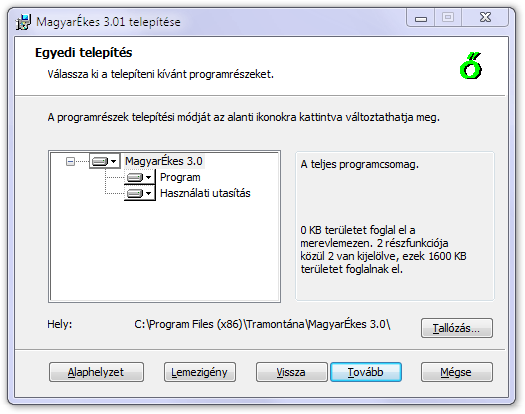 MagyarÉkes 3.01 telepítése
Egyedi telepítés
Válassza ki a telepíteni kívánt programrészeket.
ő
A programrészek telepítési módját az alanti ikonokra kattintva változtathatja meg.
MagyarÉkes 3.0
Program
Használati utasítás
A teljes programcsomag.
0 KB területet foglal el a
merevlemezen. 2 részfunkciója
közül 2 van kijelölve, ezek 1600 KB
területet foglalnak el.
Hely: C:\Program Files (x86)\Tramontána\MagyarÉkes 3.0\
Tallózás...
Alaphelyzet Lemezigény Vissza Tovább Mégse